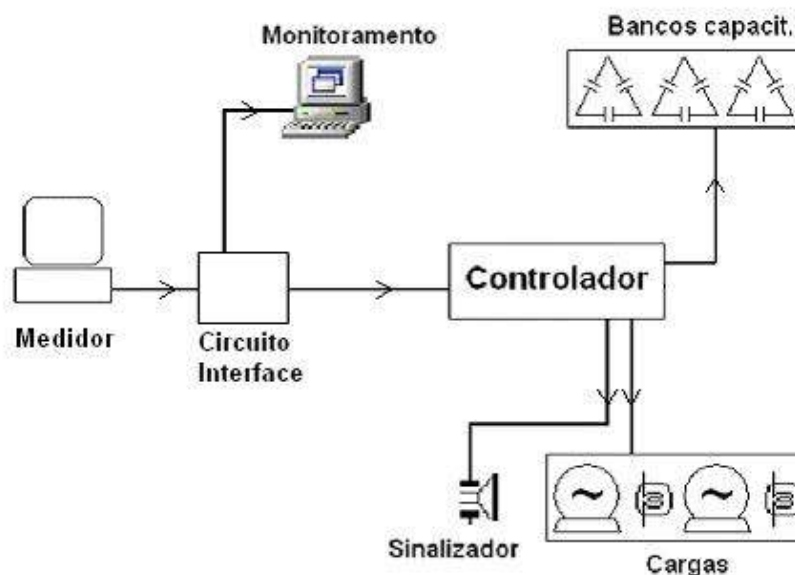 Monitoramento
Bancos capacit.
Controlador
Medidor
Circuito
Interface
Sinalizador
Cargas